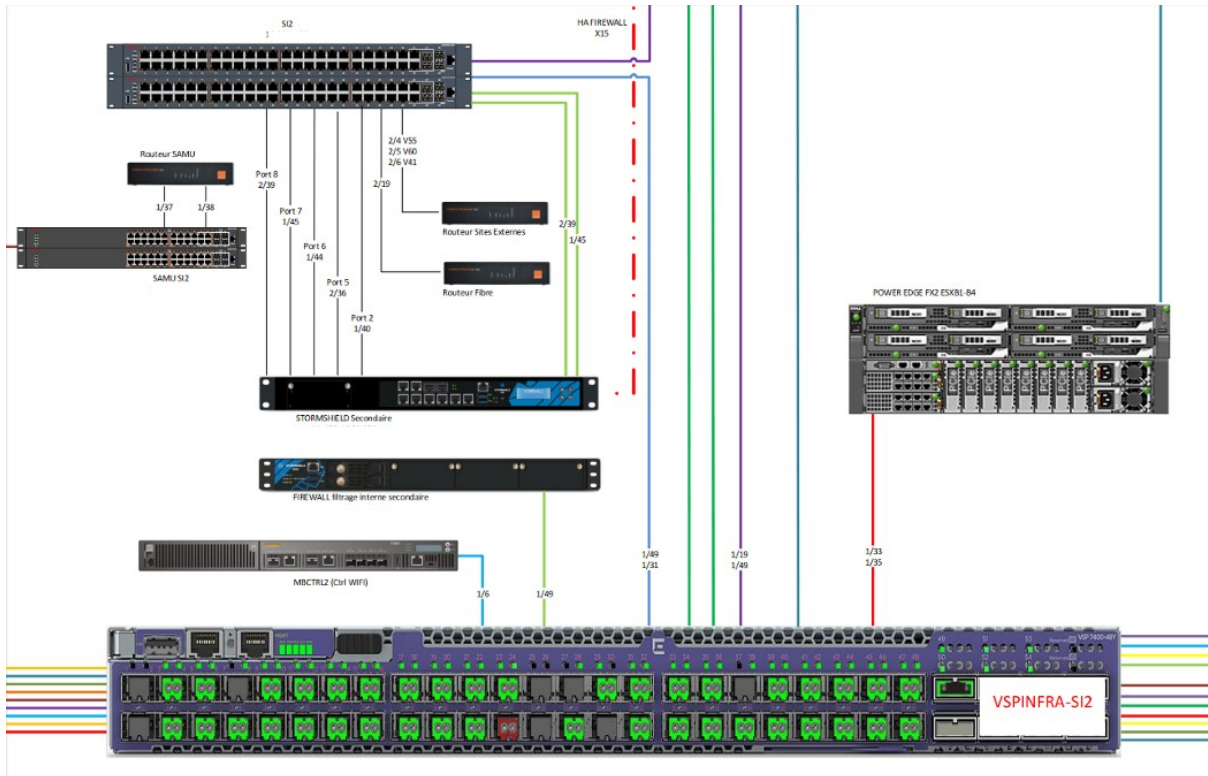 SI2
HA FIREWALL
X15
2/4 V55
2/5 V60
2/6 V41
Routeur SAMU
Port 8
2/39
2/19
1/37
1/38
Port 7
1/45
2/39
1/45
Routeur Sites Externes
Port 6
1/44
SAMU SI2
Port 5
2/36
Routeur Fibre
Port 2
1/40
POWER EDGE FX2 ESXB1-B4
STORMSHIELD Secondaire
FIREWALL filtrage interne secondaire
MBCTRL2 (Ctrl WIFI)
1/6
1/49
1/49
1/31
1/19
1/49
1/33
1/35
VSP7400-48Y
VSPINFRA-SI2